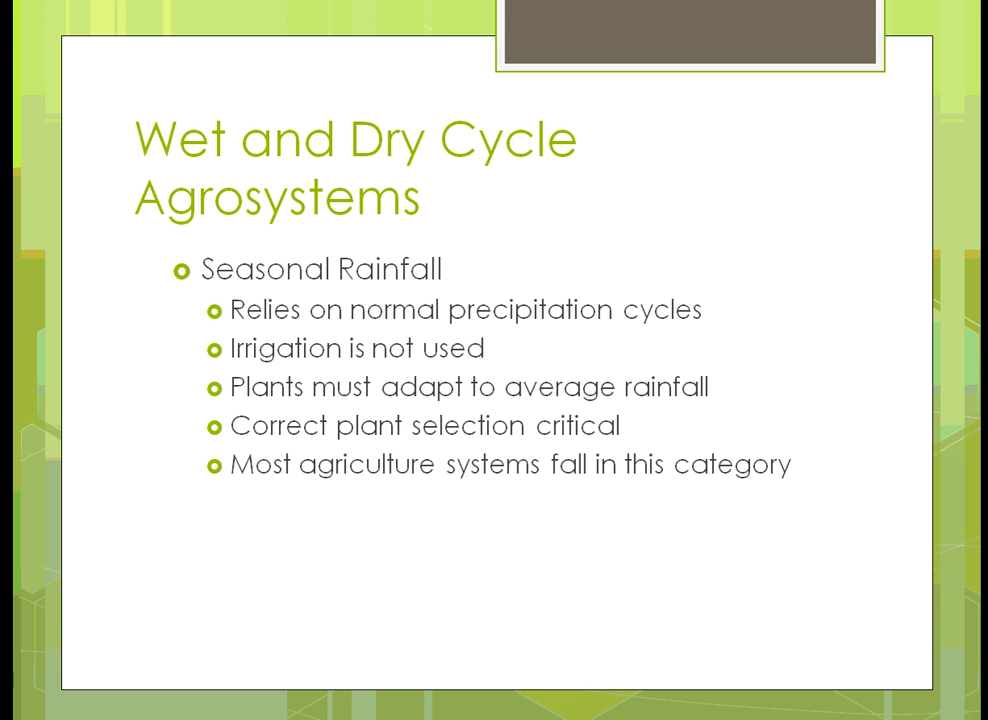 Wet and Dry Cycle
Agrosystems
Seasonal Rainfall
Relies on normal precipitation cycles
Irrigation is not used
Plants must adapt to average rainfall
Correct plant selection critical
Most agriculture systems fall in this category